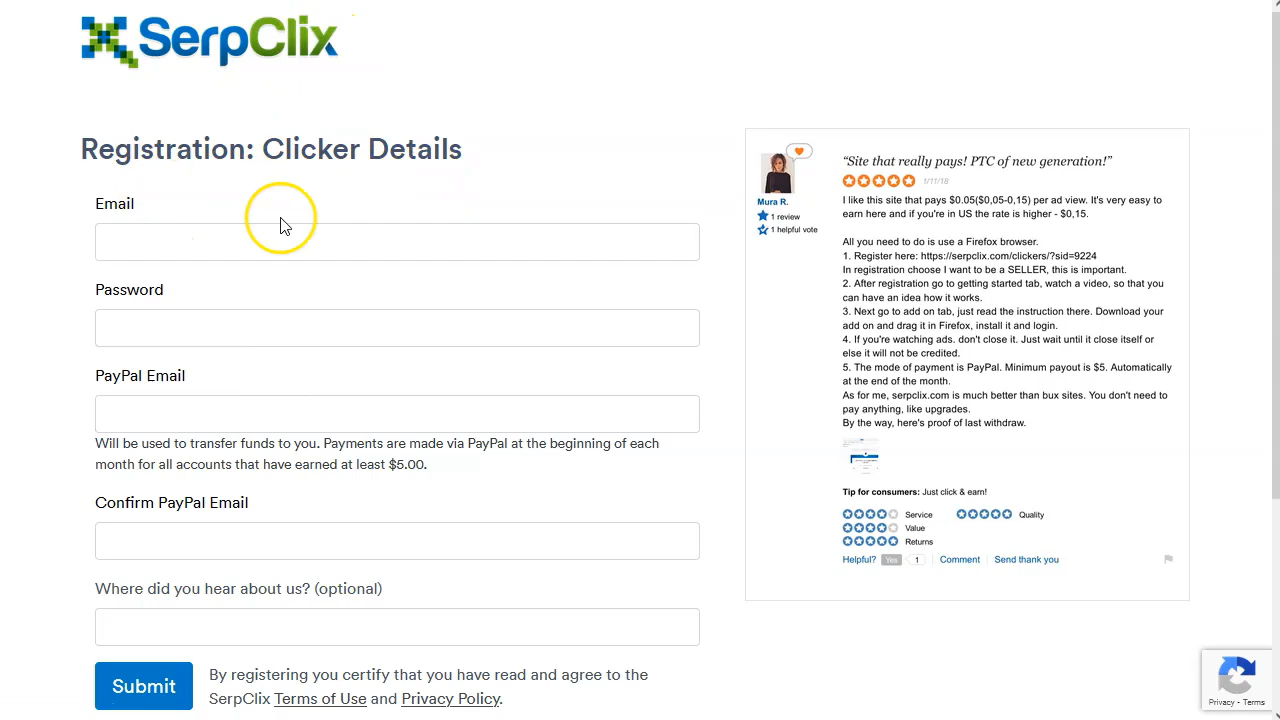 SerpClix
Registration: Clicker Details
Email
Password
PayPal Email
Will be used to transfer funds to you. Payments are made via PayPal at the beginning of each
month for all accounts that have earned at least $5.00.
Confirm PayPal Email
Where did you hear about us? (optional)
Submit
By registering you certify that you have read and agree to the
SerpClix Terms of Use and Privacy Policy.
Mura R.
1 review
1 helpful vote
“Site that really pays! PTC of new generation!”
1/11/18
I like this site that pays $0.05($0,05-0,15) per ad view. It's very easy to
earn here and if you're in US the rate is higher - $0,15.
All you need to do is use a Firefox browser.
1. Register here: https://serpclix.com/clickers/?sid=9224
In registration choose I want to be a SELLER, this is important.
2. After registration go to getting started tab, watch a video, so that you
can have an idea how it works.
3. Next go to add on tab, just read the instruction there. Download your
add on and drag it in Firefox, install it and login.
4. If you're watching ads. don't close it. Just wait until it close itself or
else it will not be credited.
5. The mode of payment is PayPal. Minimum payout is $5. Automatically
at the end of the month.
As for me, serpclix.com is much better than bux sites. You don't need to
pay anything, like upgrades.
By the way, here's proof of last withdraw.
Tip for consumers: Just click & earn!
Service Quality
Value
Returns
Helpful? Yes 1 Comment Send thank you
Privacy - Terms